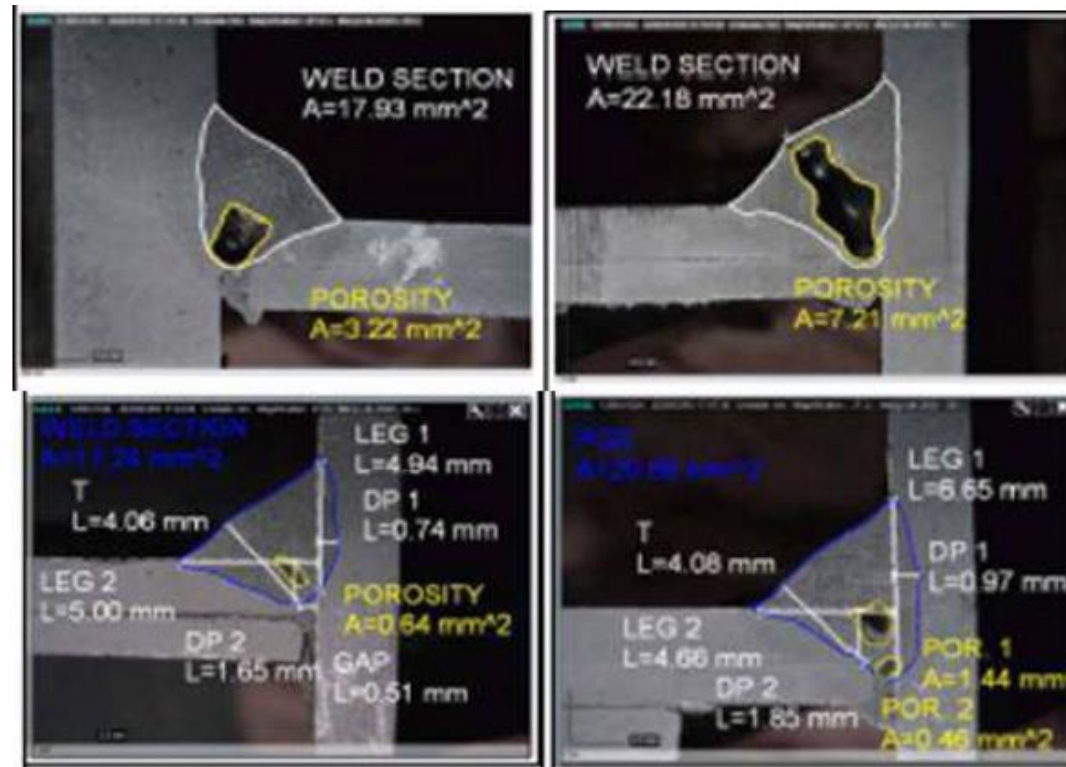 WELD SECTION
A=17.93 mm^2
POROSITY
A=3.22 mm^2
WELD SECTION
A=22.18 mm^2
POROSITY
A=7.21 mm^2
WELD SECTION
LEG 1
L=4.94 mm
T
L=4.06 mm
DP 1
L=0.74 mm
LEG 2
L=5.00 mm
POROSITY
A=0.64 mm^2
DP 2
L=1.65 mm
GAP
L=0.51 mm
LEG 1
L=6.65 mm
T
L=4.08 mm
DP 1
L=0.97 mm
LEG 2
L=4.66 mm
POR. 1
A=1.44 mm
DP 2
L=1.85 mm
POR. 2
A=0.46 mm^2